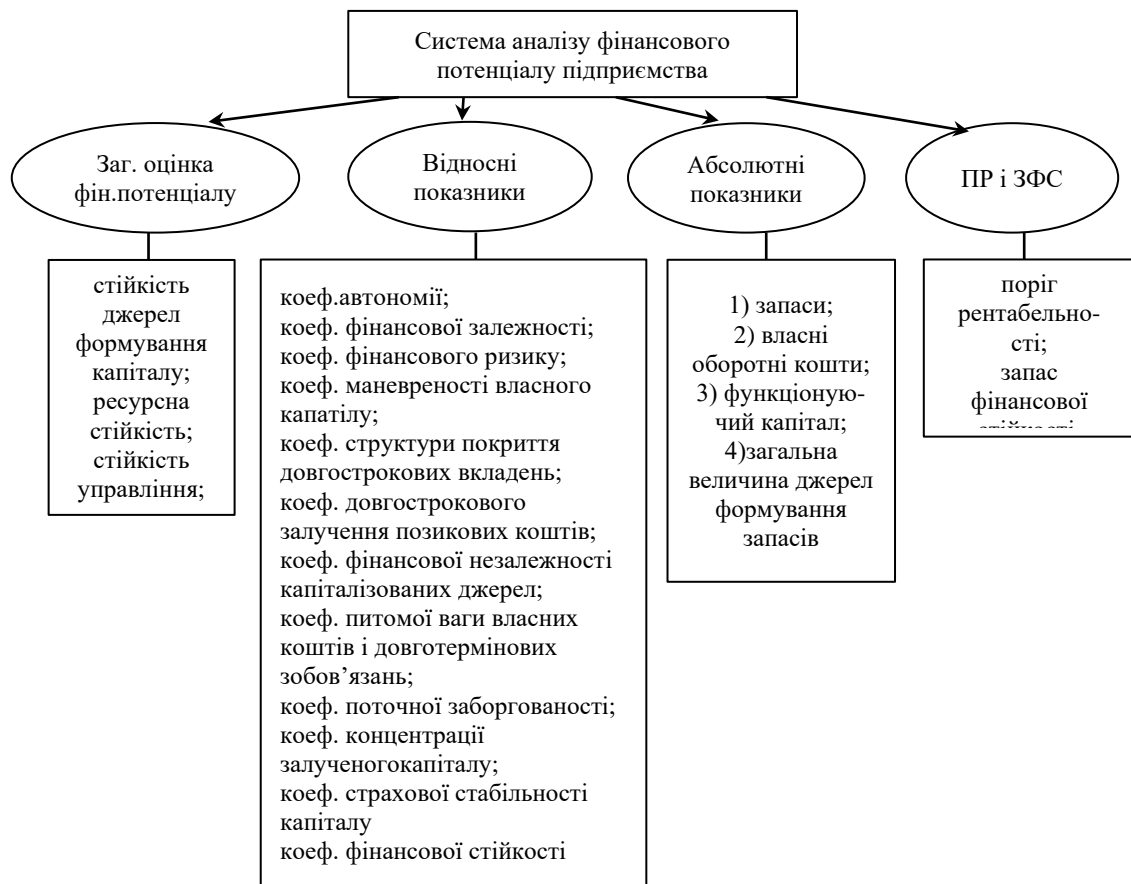 Система аналізу фінансового
потенціалу підприємства
Заг. оцінка
фін.потенціалу
Відносні
показники
Абсолютні
показники
ПР і ЗФС
стійкість
джерел
формування
капіталу;
ресурсна
стійкість;
стійкість
управління;
коеф.автономії;
коеф. фінансової залежності;
коеф. фінансового ризику;
коеф. маневреності власного
капатілу;
коеф. структури покриття
довгострокових вкладень;
коеф. довгострокового
залучення позикових коштів;
коеф. фінансової незалежності
капіталізованих джерел;
коеф. питомої ваги власних
коштів і довготермінових
зобов’язань;
коеф. поточної заборгованості;
коеф. концентрації
залученогокапіталу;
коеф. страхової стабільності
капіталу
коеф. фінансової стійкості
1) запаси;
2) власні
оборотні кошти;
3) функціоную-
чий капітал;
4)загальна
величина джерел
формування
запасів
поріг
рентабельно-
сті;
запас
фінансової